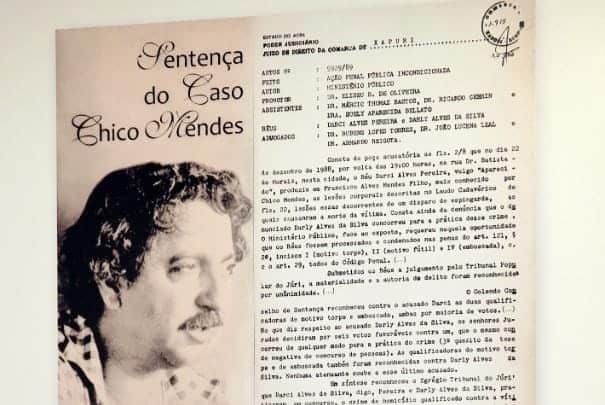 Sentença
do Caso
Chico Mendes
ESTADO DO ACRE
PODER JUDICIÁRIO
JUIZO DE DIREITO DA COMARCA DE XAPURI
AUTOS Nº : 5929/89
FEITO : AÇÃO PENAL PÚBLICA INCONDICIONADA
AUTOR : MINISTÉRIO PÚBLICO
PROMOTOR : DR. ELISEU B. DE OLIVEIRA
ASSISTENTES : DR. MÁRCIO THOMAZ BASTOS, DR. RICARDO e
DRA. SUELY APARECIDA BELLATO
RÉUS : DARCI ALVES PEREIRA e DARLY ALVES DA SILVA
ADVOGADOS : DR. RUBENS LOPES TORRES, DR. JOÃO LUCENA LEAL e
DR. ARMANDO REIGOTA.
Consta da peça acusatória de fls. 2/8 que no dia 22
de dezembro de 1988, por volta das horas, na rua Dr. Batista
de Morais, nesta cidade, o Réu Darci Alves Pereira, vulgo "Apareci-
do", produziu em Francisco Alves Mendes Filho, mais conhecido por
Chico Mendes, as lesões corporais descritas no Laudo Cadavérico de
fls. lesões essas decorrentes de um disparo de espingarda, as
quais causaram a morte da vítima. Consta ainda da denúncia que o de
nunciado Darly Alves da Silva concorreu para a prática desse crime.
O Ministério Público, face ao exposto, requereu naquela oportunidade
que os Réus fossem processados e condenados nas penas do art. 121, §
2º, incisos I (motivo torpe), II (motivo fútil) e IV (emboscada), c.
c o art. 29, todos do Código Penal. (...)
Submetidos os Réus a julgamento pelo Tribunal Popu
lar do Júri, a materialidade e a autoria do delito foram reconhecidas
por unanimidade. (...)
O Colendo Con
selho de Sentença reconheceu contra o acusado Darci as duas qualifi-
cadoras de motivo torpe e emboscada, ambas por maioria de votos. (...)
No que diz respeito ao acusado Darly Alves da Silva, os senhores Ju-
rados decidiram por seis votos favoráveis contra um, que o mesmo con
correu de qualquer modo para a prática do crime (3º quesito da tese
de negativa de concurso de pessoas). As qualificadoras do motivo tor
pe e de emboscada também foram reconhecidas contra Darly Alves da
Silva. Nenhuma atenuante coube a esse último acusado.
Em síntese reconheceu o Egrégio Tribunal do Júri
que Darci Alves da Silva, digo, Pereira e Darly Alves da Silva, pra-
ticaram, em concurso, o crime de homicídio qualificado contra a víti